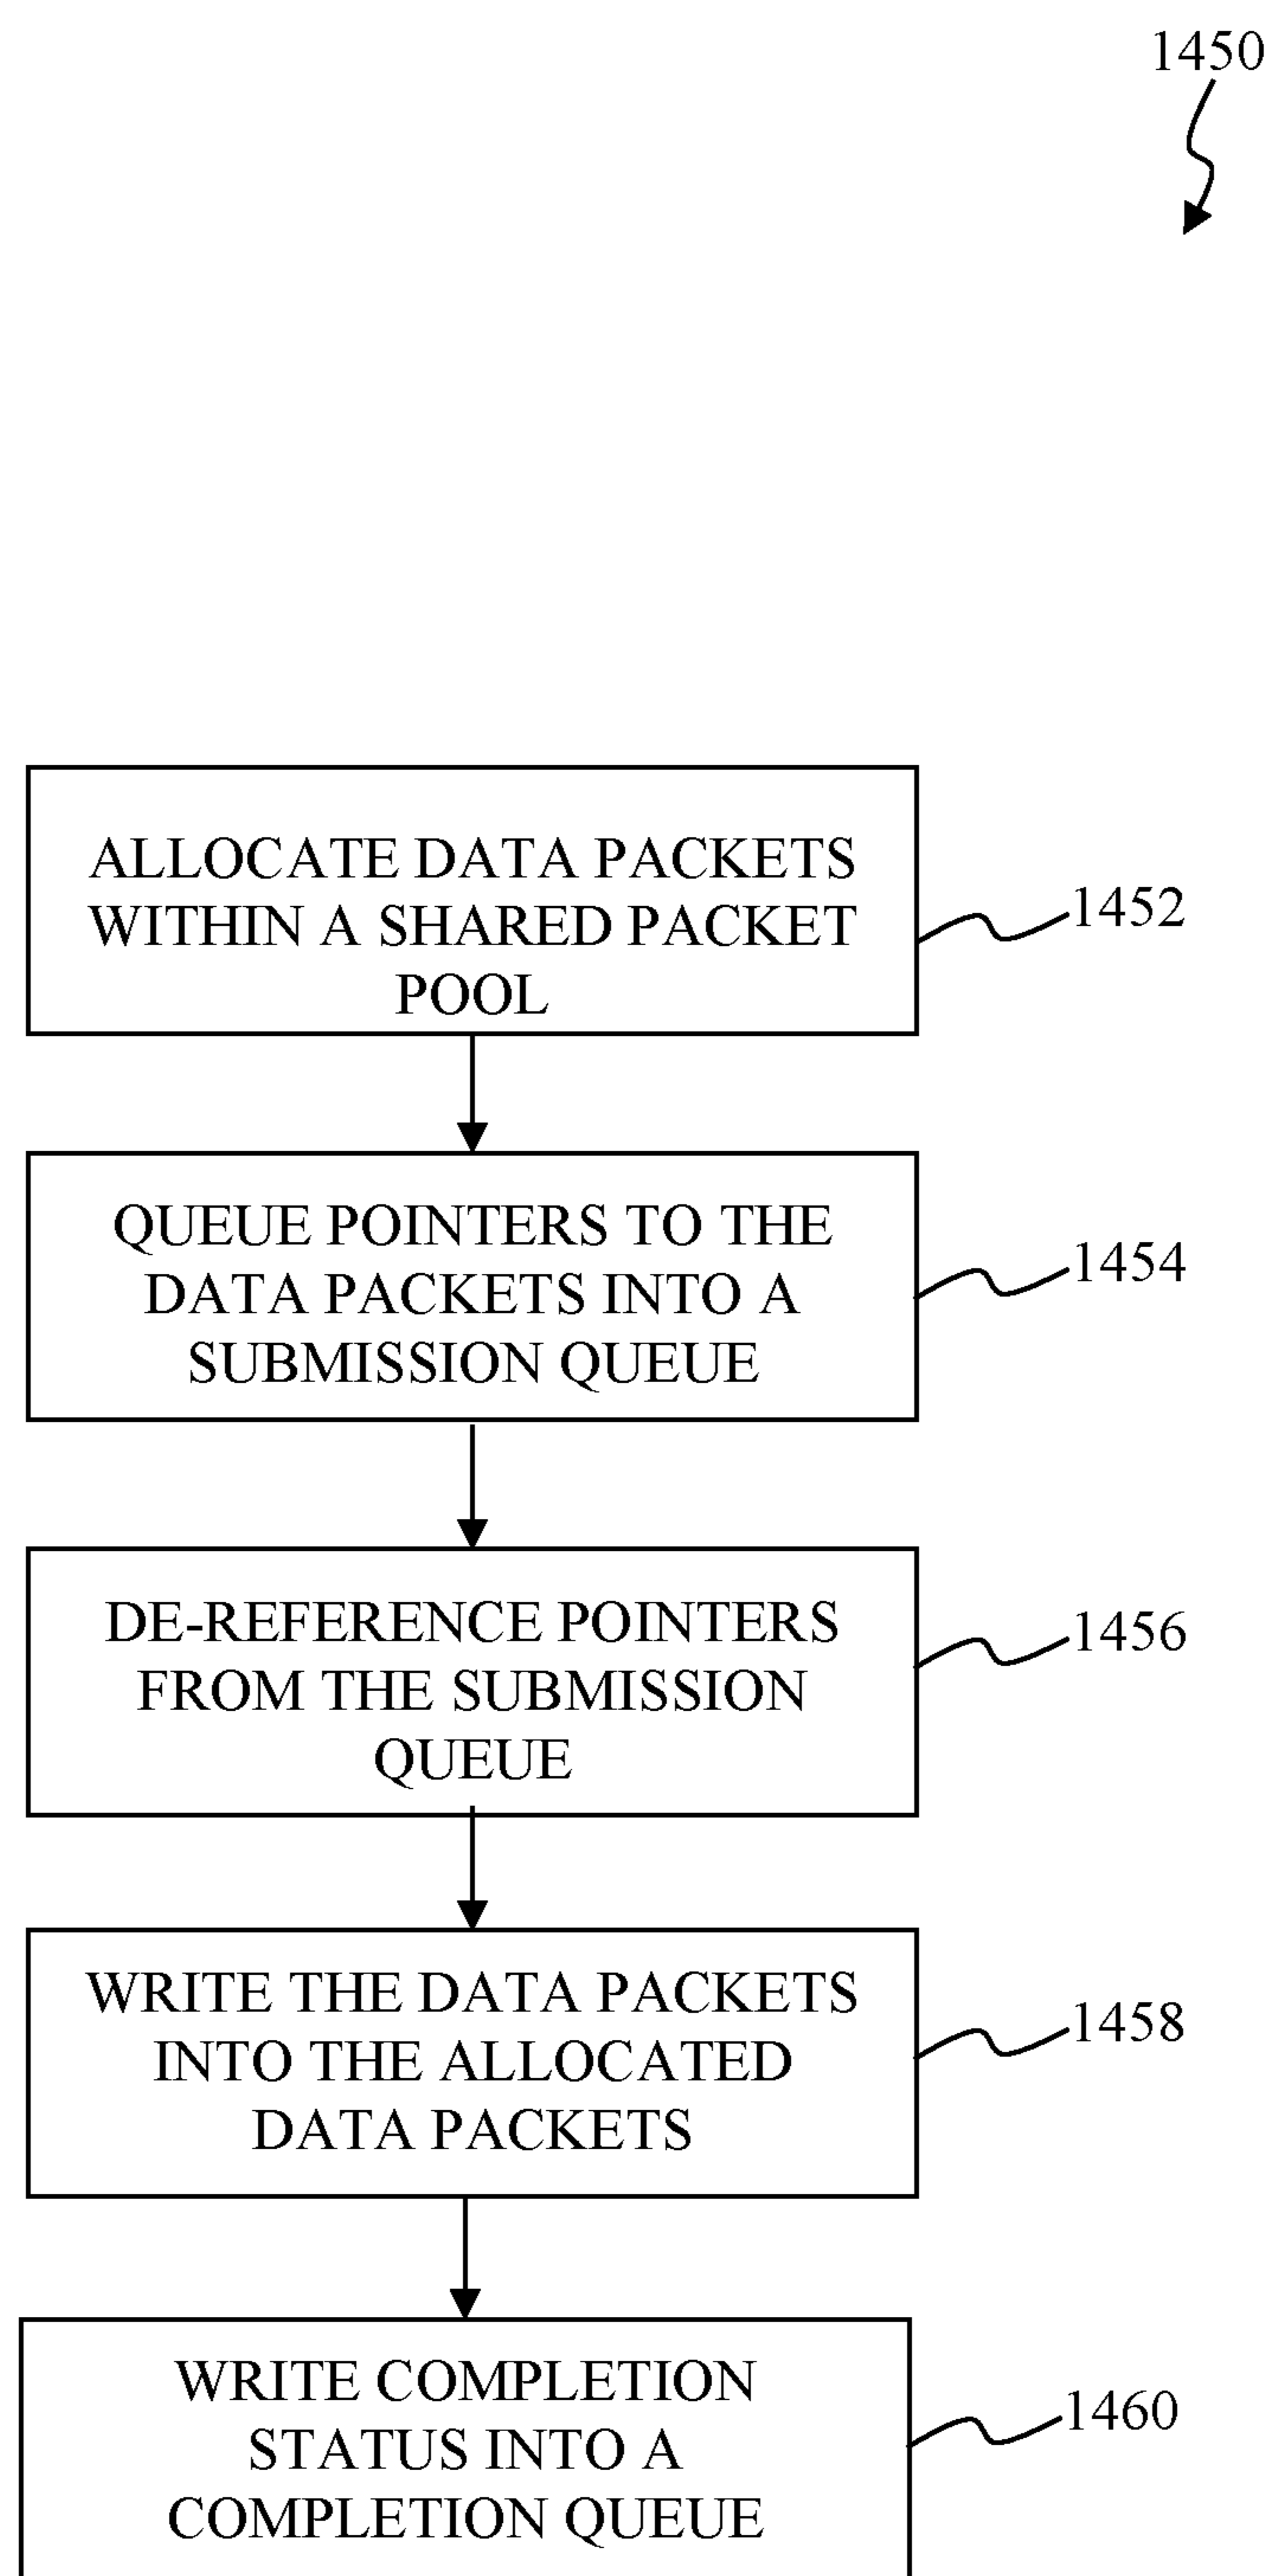 1450
ALLOCATE DATA PACKETS
WITHIN A SHARED PACKET
POOL
1452
QUEUE POINTERS TO THE
DATA PACKETS INTO A
SUBMISSION QUEUE
1454
DE-REFERENCE POINTERS
FROM THE SUBMISSION
QUEUE
1456
WRITE THE DATA PACKETS
INTO THE ALLOCATED
DATA PACKETS
1458
WRITE COMPLETION
STATUS INTO A
COMPLETION QUEUE
1460